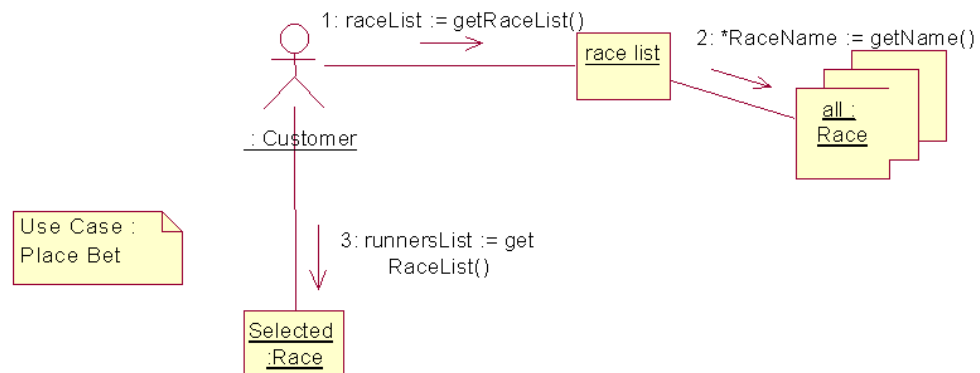 1: raceList := getRaceList()
race list
2: *RaceName := getName()
all :
Race
: Customer
Use Case :
Place Bet
3: runnersList := get
RaceList()
Selected
:Race